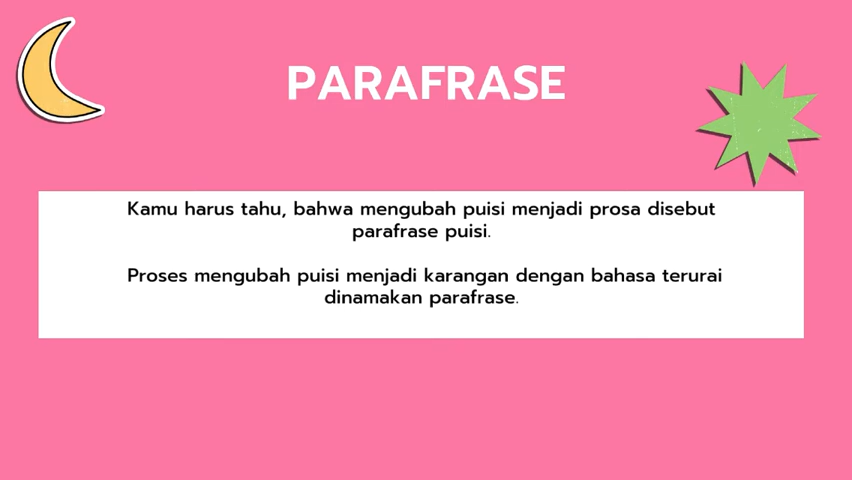 PARAFRASE
Kamu harus tahu, bahwa mengubah puisi menjadi prosa disebut
parafrase puisi.
Proses mengubah puisi menjadi karangan dengan bahasa terurai
dinamakan parafrase.